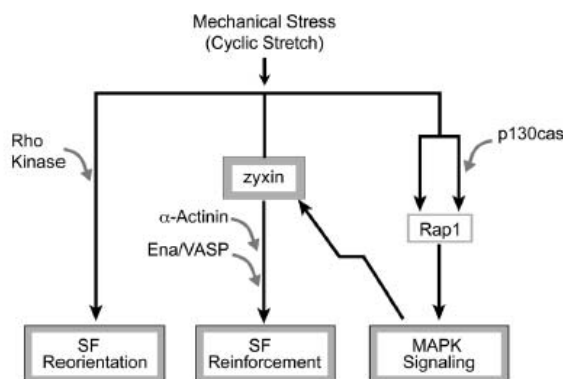 Mechanical Stress
(Cyclic Stretch)
Rho
Kinase
p130cas
zyxin
α-Actinin
Ena/VASP
Rap1
SF
Reorientation
SF
Reinforcement
MAPK
Signaling